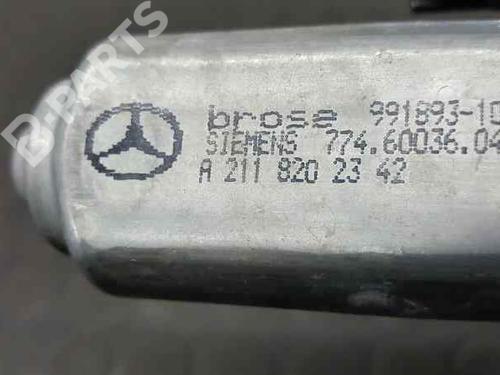 B-PARTS
brose 991893-10
SIEMENS 774.60036.04
A 211 820 23 42